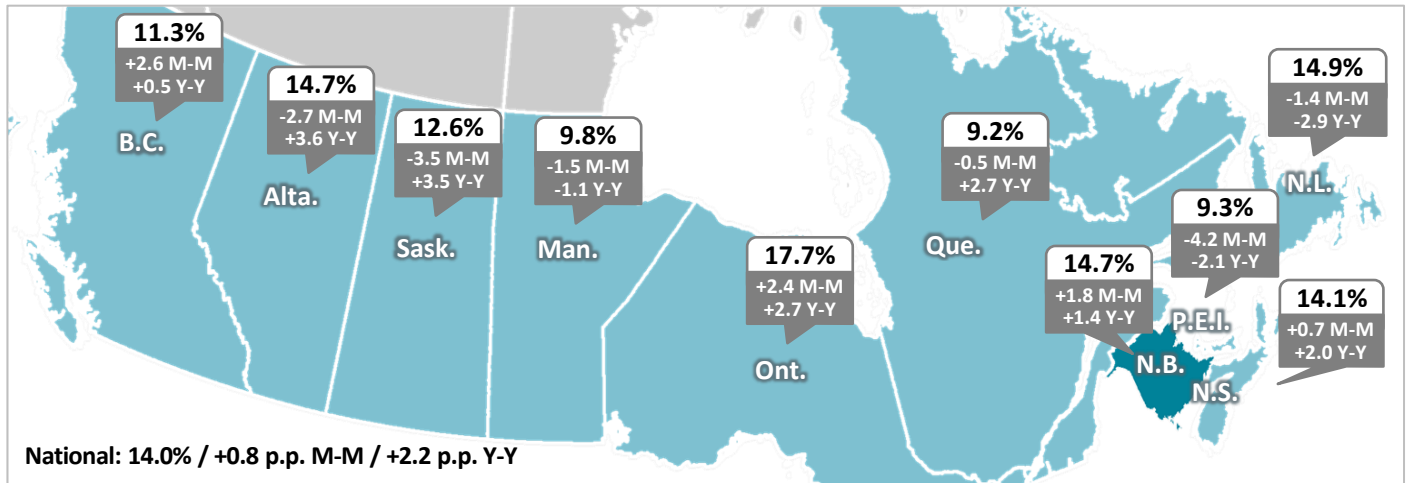 11.3%
+2.6 M-M
+0.5 Y-Y
B.C.
14.7%
-2.7 M-M
+3.6 Y-Y
Alta.
12.6%
-3.5 M-M
+3.5 Y-Y
Sask.
9.8%
-1.5 M-M
-1.1 Y-Y
Man.
17.7%
+2.4 M-M
+2.7 Y-Y
Ont.
9.2%
-0.5 M-M
+2.7 Y-Y
Que.
14.7%
+1.8 M-M
+1.4 Y-Y
N.B.
9.3%
-4.2 M-M
-2.1 Y-Y
P.E.I.
14.1%
+0.7 M-M
+2.0 Y-Y
N.S.
14.9%
-1.4 M-M
-2.9 Y-Y
N.L.
National: 14.0% / +0.8 p.p. M-M / +2.2 p.p. Y-Y